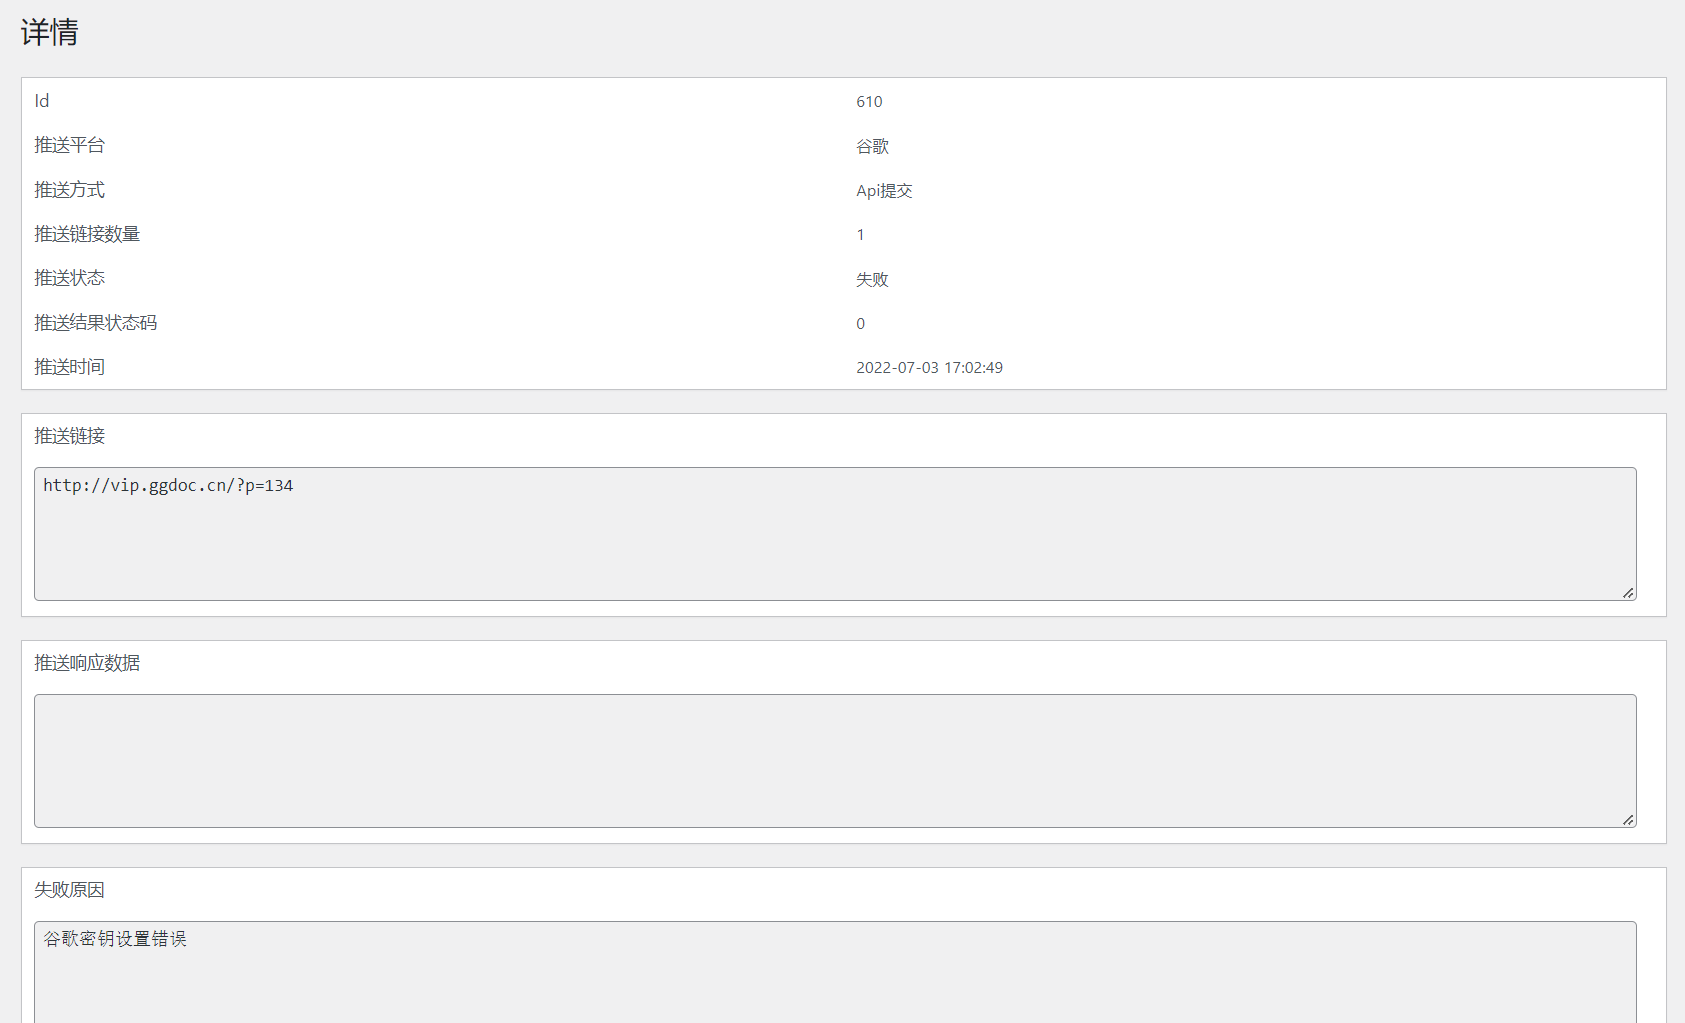 详情
Id 610
推送平台 谷歌
推送方式 Api提交
推送链接数量 1
推送状态 失败
推送结果状态码 0
推送时间 2022-07-03 17:02:49
推送链接
http://vip.ggdoc.cn/?p=134
推送响应数据
失败原因
谷歌密钥设置错误